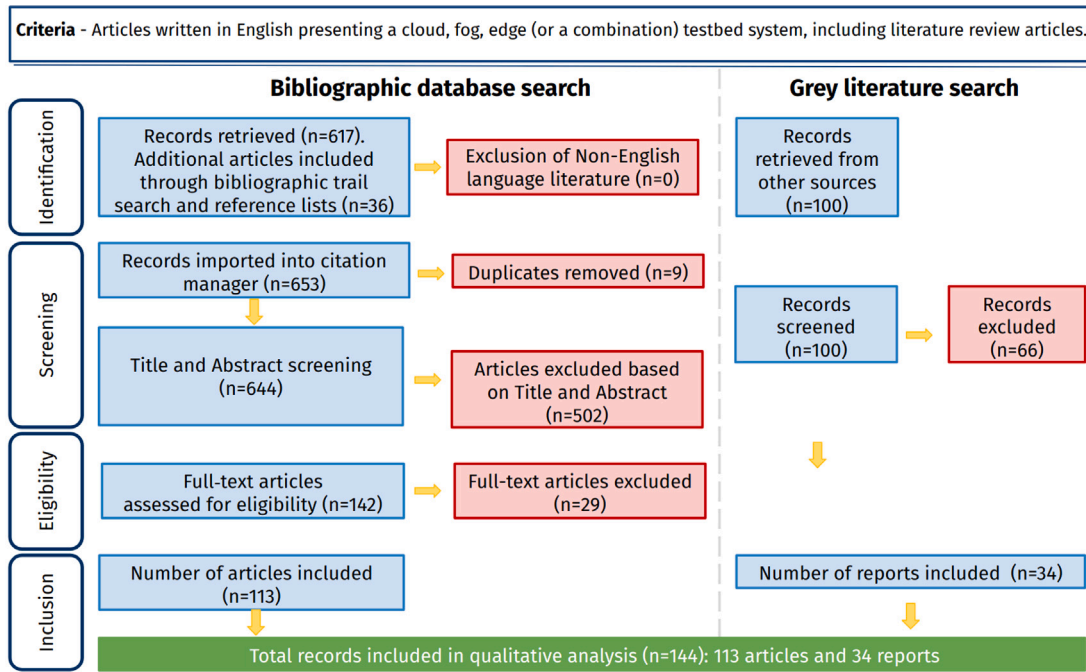 Criteria - Articles written in English presenting a cloud, fog, edge (or a combination) testbed system, including literature review articles.
Bibliographic database search
Grey literature search
Identification
Records retrieved (n=617).
Additional articles included
through bibliographic trail
search and reference lists (n=36)
Exclusion of Non-English
language literature (n=0)
Records
retrieved from
other sources
(n=100)
Screening
Records imported into citation
manager (n=653)
Duplicates removed (n=9)
Title and Abstract screening
(n=644)
Articles excluded based
on Title and Abstract
(n=502)
Records
screened
(n=100)
Records
excluded
(n=66)
Eligibility
Full-text articles
assessed for eligibility (n=142)
Full-text articles excluded
(n=29)
Inclusion
Number of articles included
(n=113)
Number of reports included (n=34)
Total records included in qualitative analysis (n=144): 113 articles and 34 reports